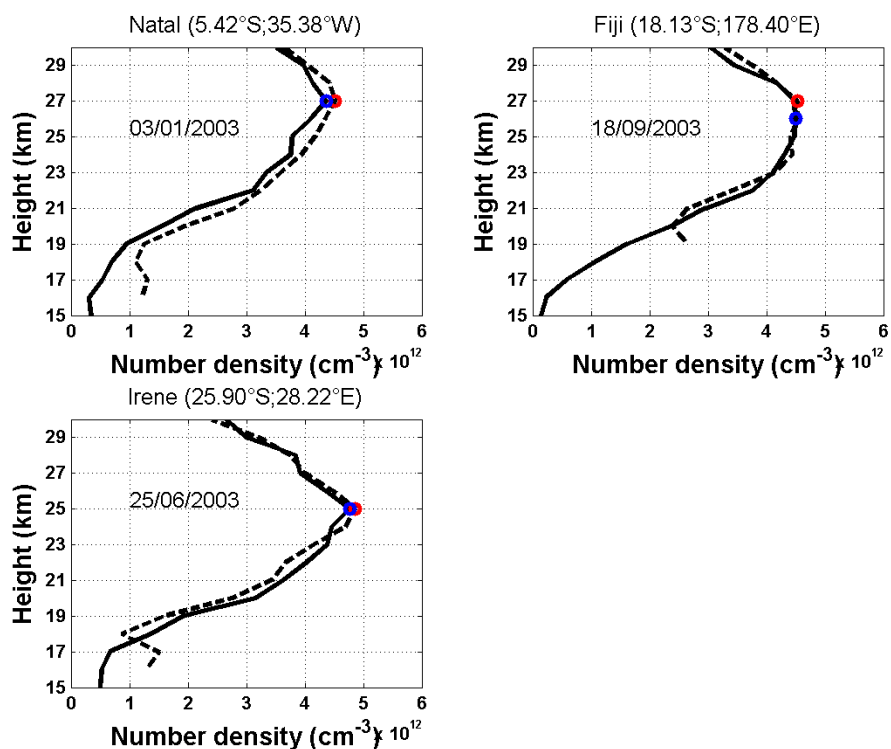 Natal (5.42°S;35.38°W)
29
27
25
23
21
19
17
15
Height (km)
03/01/2003
0 1 2 3 4 5 6
Number density (cm⁻³) x 10¹²
Fiji (18.13°S;178.40°E)
29
27
25
23
21
19
17
15
Height (km)
18/09/2003
0 1 2 3 4 5 6
Number density (cm⁻³) x 10¹²
Irene (25.90°S;28.22°E)
29
27
25
23
21
19
17
15
Height (km)
25/06/2003
0 1 2 3 4 5 6
Number density (cm⁻³) x 10¹²